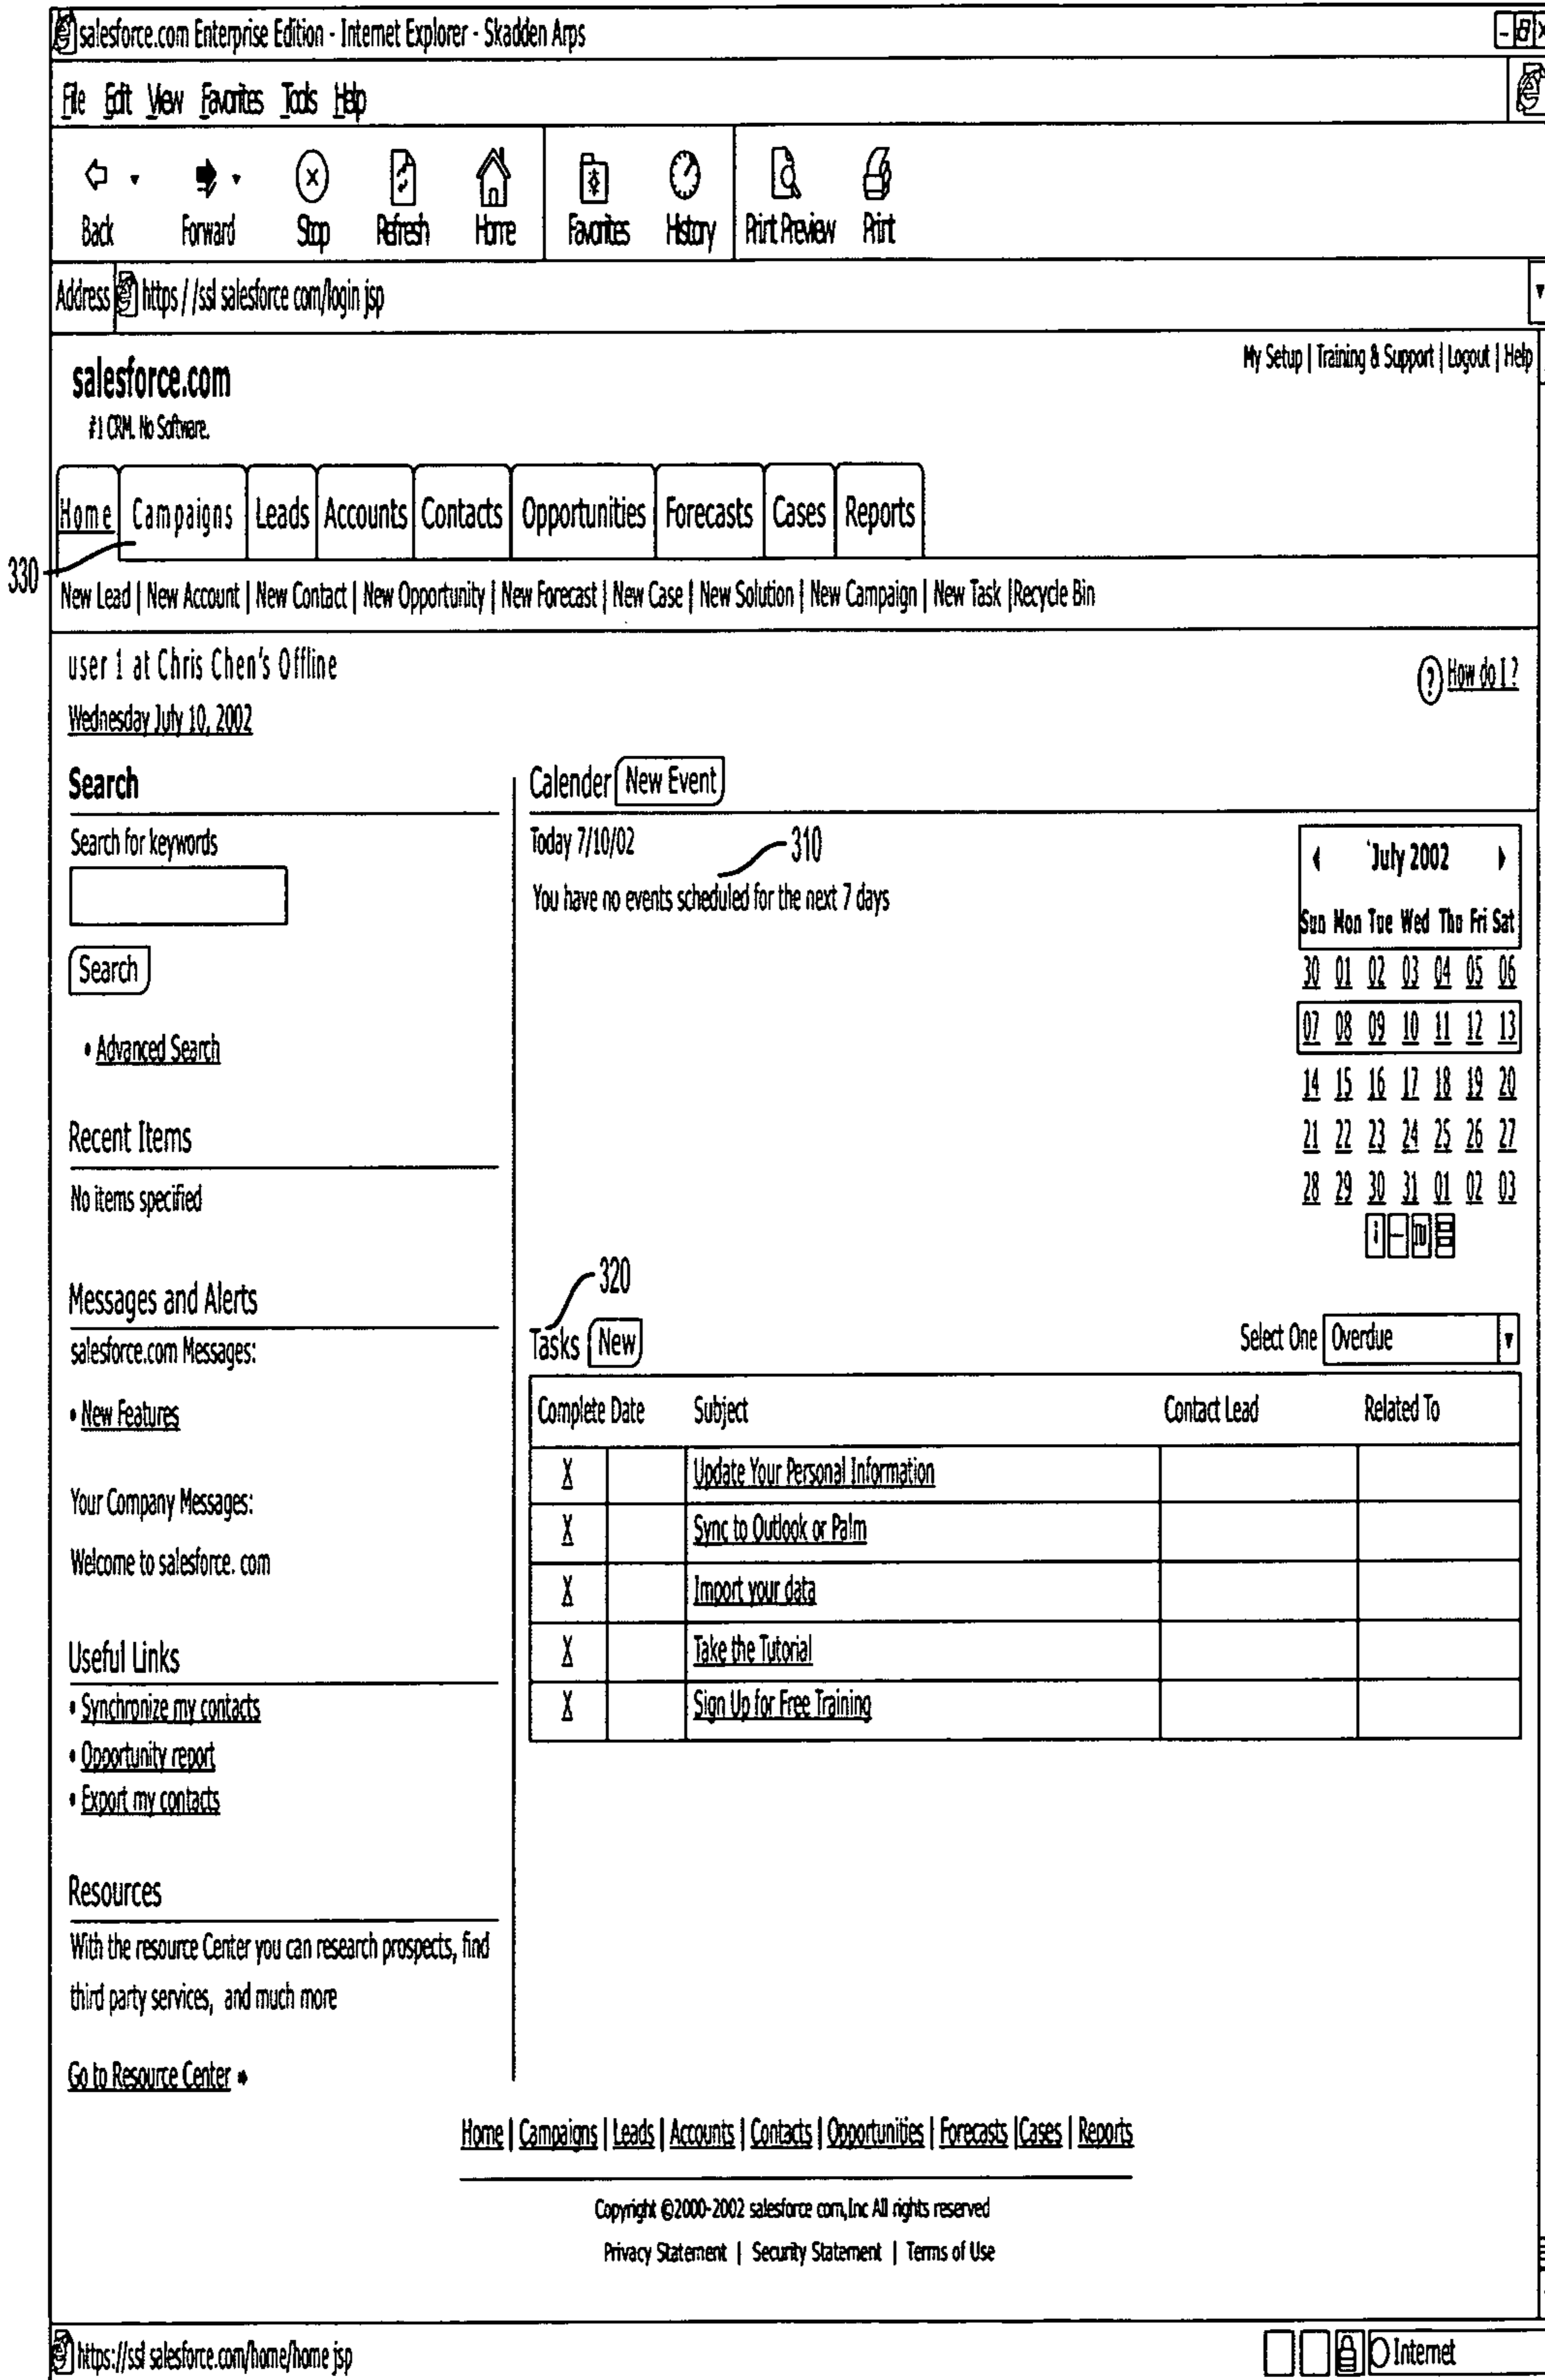 salesforce.com Enterprise Edition - Internet Explorer - Skadden Arps
File Edit View Favorites Tools Help
Back Forward Stop Refresh Home Favorites History Print Preview Print
Address https / /ssl salesforce com/login jsp
My Setup | Training & Support | Logout | Help
salesforce.com
#1 CRM. No Software.
Home Campaigns Leads Accounts Contacts Opportunities Forecasts Cases Reports
330
New Lead | New Account | New Contact | New Opportunity | New Forecast | New Case | New Solution | New Campaign | New Task |Recycle Bin
user 1 at Chris Chen's Offline
? How do I ?
Wednesday July 10, 2002
Search
Search for keywords
Search
• Advanced Search
Recent Items
No items specified
Messages and Alerts
salesforce.com Messages:
• New Features
Your Company Messages:
Welcome to salesforce. com
Useful Links
• Synchronize my contacts
• Opportunity report
• Export my contacts
Resources
With the resource Center you can research prospects, find
third party services, and much more
Go to Resource Center
Calender New Event
Today 7/10/02
310
You have no events scheduled for the next 7 days
July 2002
Sun Mon Tue Wed Thu Fri Sat
30 01 02 03 04 05 06
07 08 09 10 11 12 13
14 15 16 17 18 19 20
21 22 23 24 25 26 27
28 29 30 31 01 02 03
320
Tasks New
Select One Overdue
Complete Date Subject Contact Lead Related To
X Update Your Personal Information
X Sync to Outlook or Palm
X Import your data
X Take the Tutorial
X Sign Up for Free Training
Home | Campaigns | Leads | Accounts | Contacts | Opportunities | Forecasts |Cases | Reports
Copyright ©2000-2002 salesforce com,Inc All rights reserved
Privacy Statement | Security Statement | Terms of Use
https://ssl salesforce.com/home/home jsp
Internet